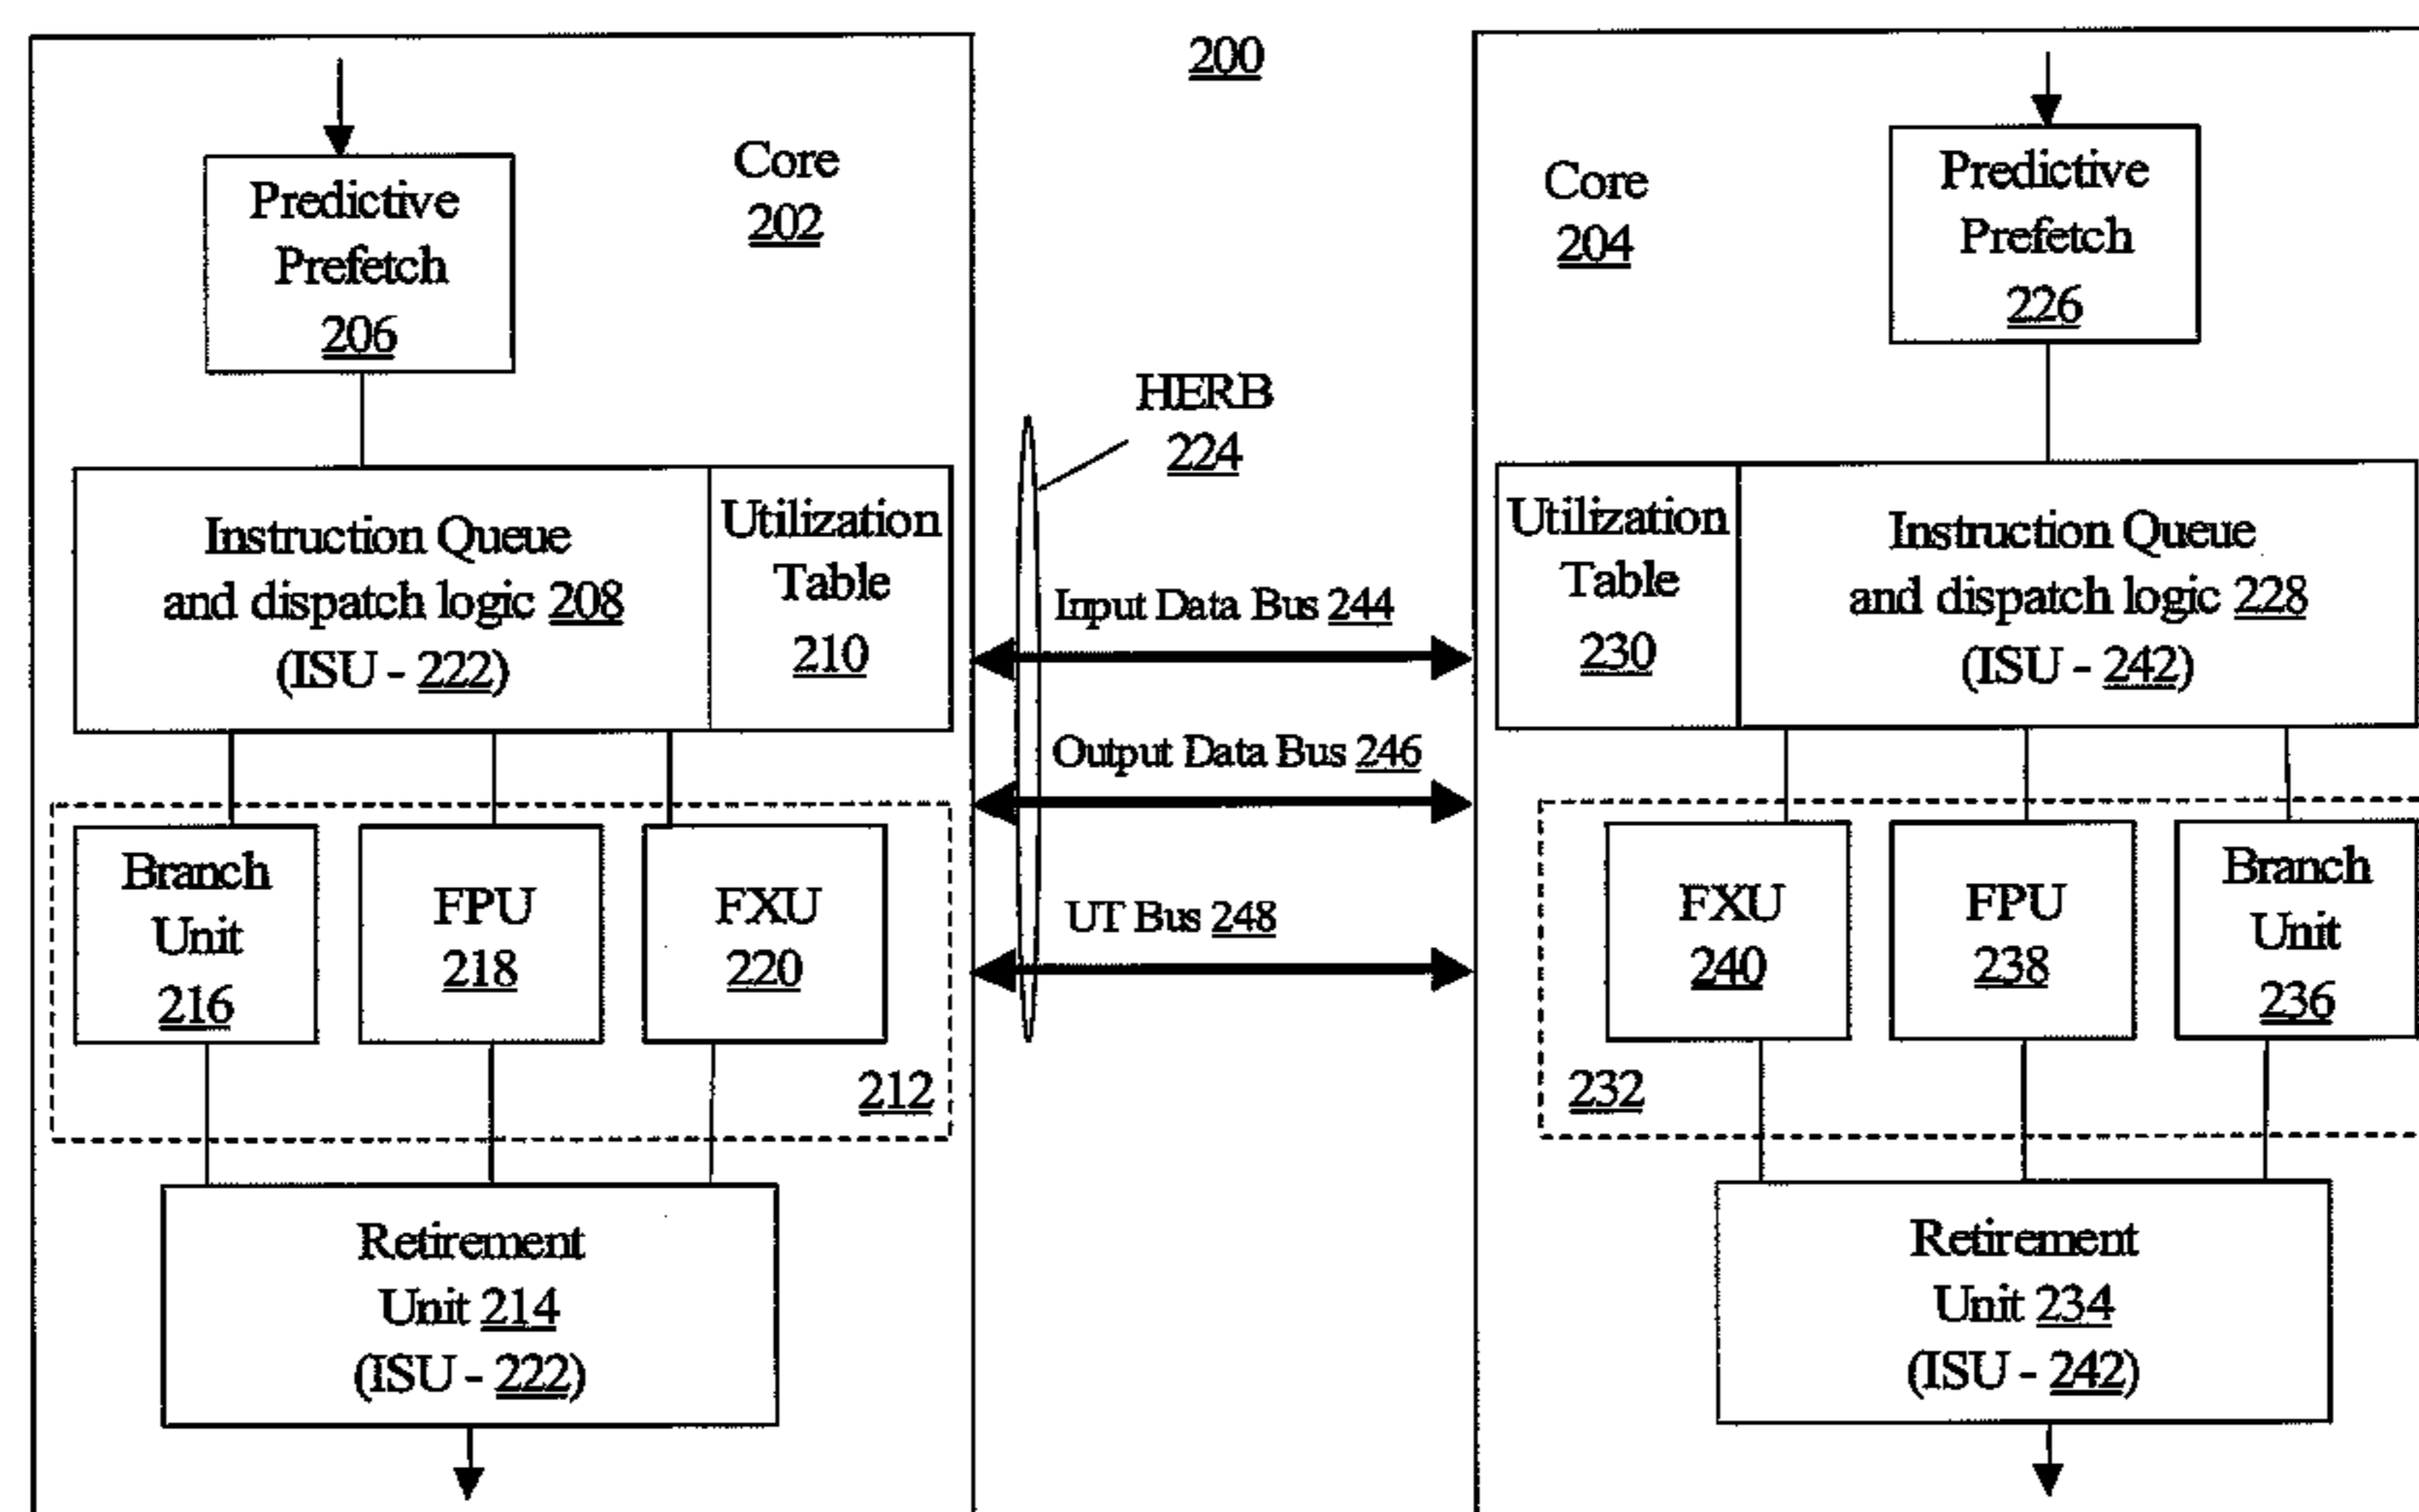 200
Core
202
Predictive
Prefetch
206
Instruction Queue
and dispatch logic 208
(ISU - 222)
Utilization
Table
210
Branch
Unit
216
FPU
218
FXU
220
212
Retirement
Unit 214
(ISU - 222)
HERB
224
Input Data Bus 244
Output Data Bus 246
UT Bus 248
Core
204
Predictive
Prefetch
226
Utilization
Table
230
Instruction Queue
and dispatch logic 228
(ISU - 242)
FXU
240
FPU
238
Branch
Unit
236
232
Retirement
Unit 234
(ISU - 242)